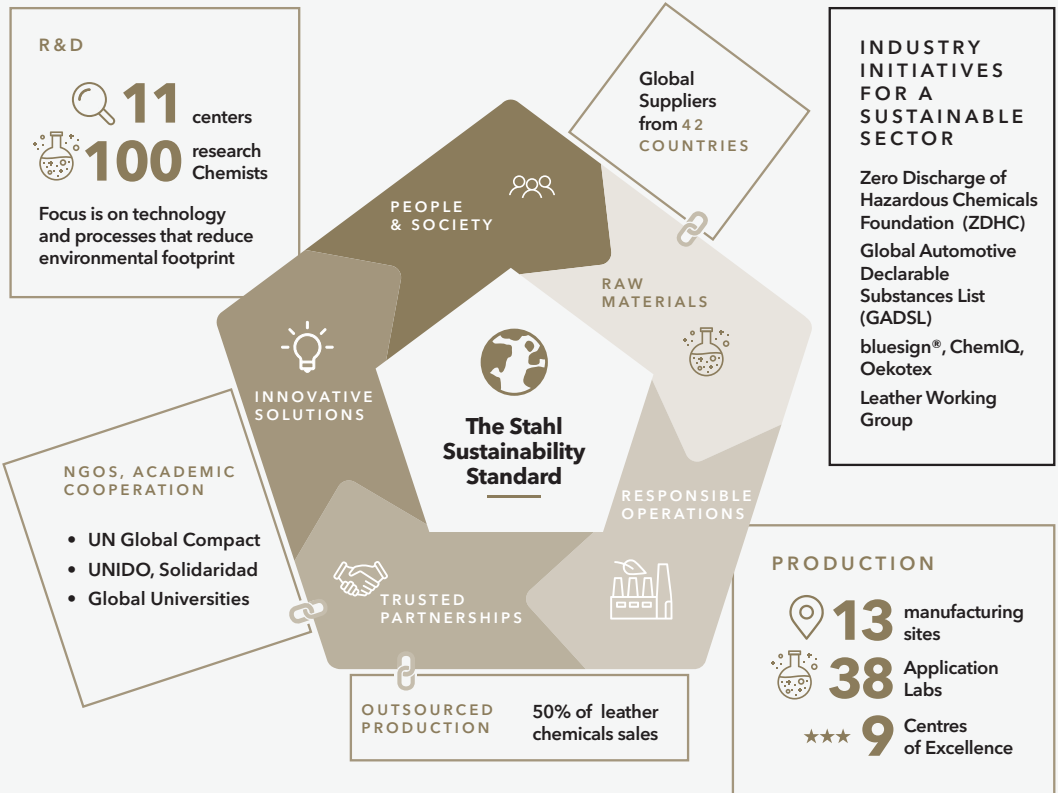 R&D
11 centers
100 research
Chemists
Focus is on technology
and processes that reduce
environmental footprint
Global
Suppliers
from 42
COUNTRIES
INDUSTRY
INITIATIVES
FOR A
SUSTAINABLE
SECTOR
Zero Discharge of
Hazardous Chemicals
Foundation (ZDHC)
Global Automotive
Declarable
Substances List
(GADSL)
bluesign®, ChemIQ,
Oekotex
Leather Working
Group
PEOPLE
& SOCIETY
RAW
MATERIALS
INNOVATIVE
SOLUTIONS
The Stahl
Sustainability
Standard
RESPONSIBLE
OPERATIONS
TRUSTED
PARTNERSHIPS
NGOS, ACADEMIC
COOPERATION
• UN Global Compact
• UNIDO, Solidaridad
• Global Universities
OUTSOURCED
PRODUCTION
50% of leather
chemicals sales
PRODUCTION
13 manufacturing
sites
38 Application
Labs
9 Centres
of Excellence